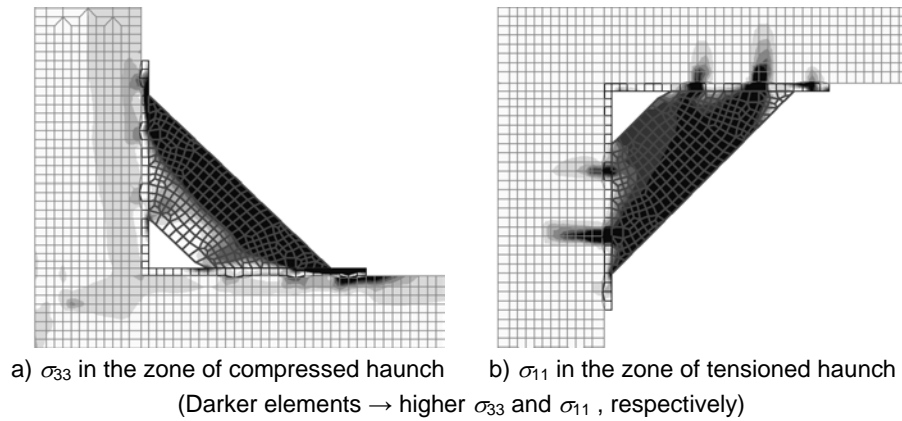 a) σ33 in the zone of compressed haunch b) σ11 in the zone of tensioned haunch
(Darker elements → higher σ33 and σ11 , respectively)